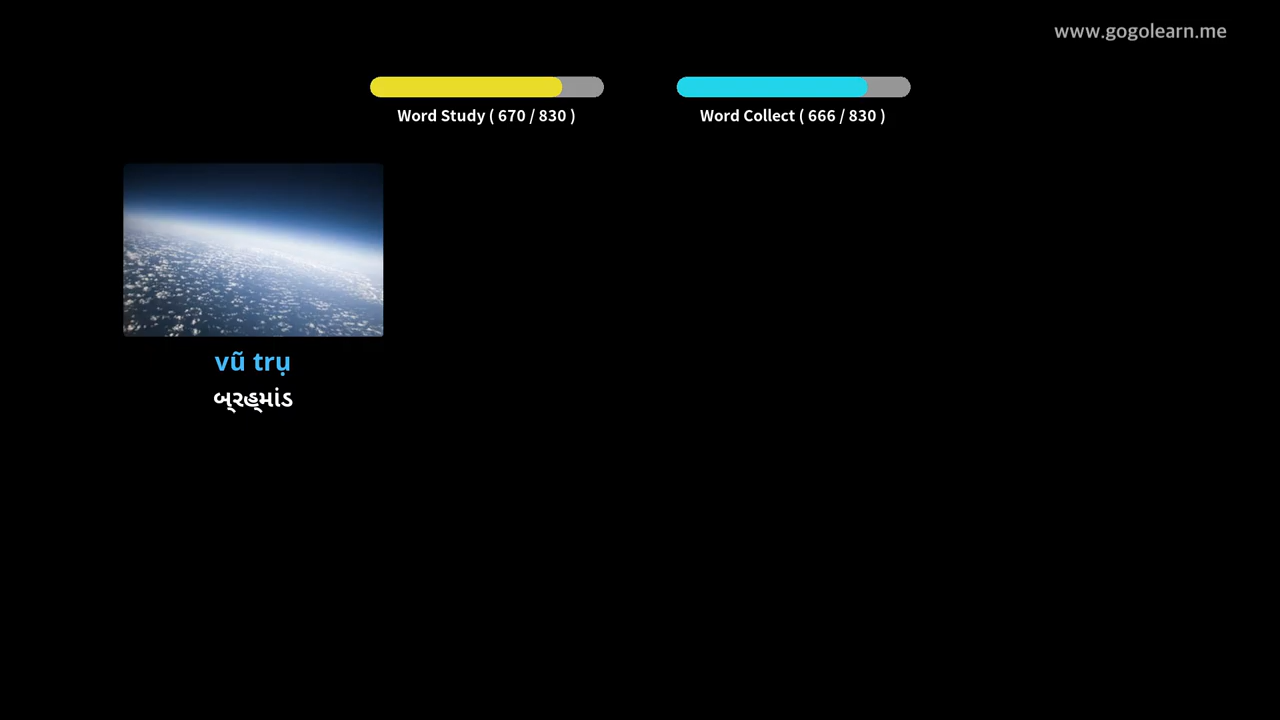 www.gogolearn.me
Word Study ( 670 / 830 )
Word Collect ( 666 / 830 )
vũ trụ
બ્રહ્માંડ